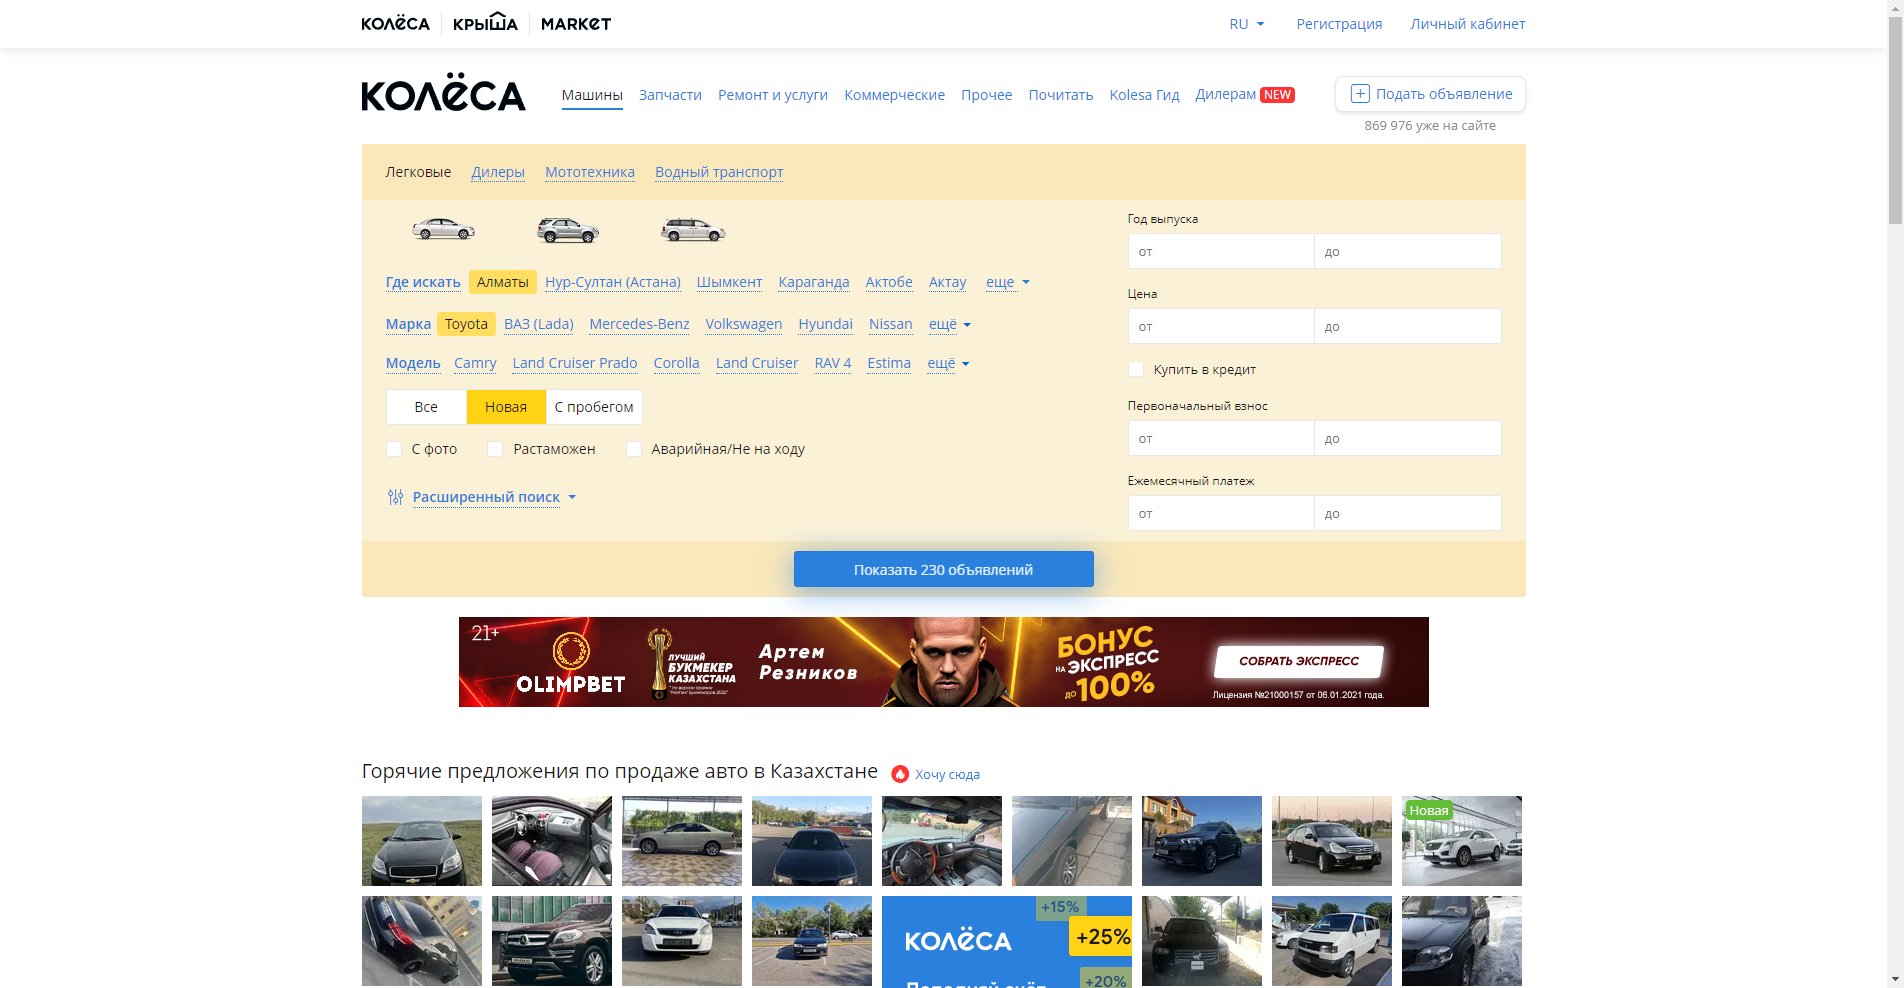 КОЛЁСА КРЫША MARKET RU Регистрация Личный кабинет
КОЛЁСА Машины Запчасти Ремонт и услуги Коммерческие Прочее Почитать Kolesa Гид Дилерам NEW Подать объявление
869 976 уже на сайте
Легковые Дилеры Мототехника Водный транспорт
Где искать Алматы Нур-Султан (Астана) Шымкент Караганда Актобе Актау еще
Марка Toyota ВАЗ (Lada) Mercedes-Benz Volkswagen Hyundai Nissan ещё
Модель Camry Land Cruiser Prado Corolla Land Cruiser RAV 4 Estima ещё
Все Новая С пробегом
С фото Растаможен Аварийная/Не на ходу
Расширенный поиск
Год выпуска
от до
Цена
от до
Купить в кредит
Первоначальный взнос
от до
Ежемесячный платеж
от до
Показать 230 объявлений
21+
OLIMPBET
ЛУЧШИЙ
БУКМЕКЕР
КАЗАХСТАНА
Артем
Резников
БОНУС
НА ЭКСПРЕСС
ДО 100%
СОБРАТЬ ЭКСПРЕСС
Лицензия №21000157 от 06.01.2021 года.
Горячие предложения по продаже авто в Казахстане Хочу сюда
Новая
+15%
КОЛЁСА +25%
+20%